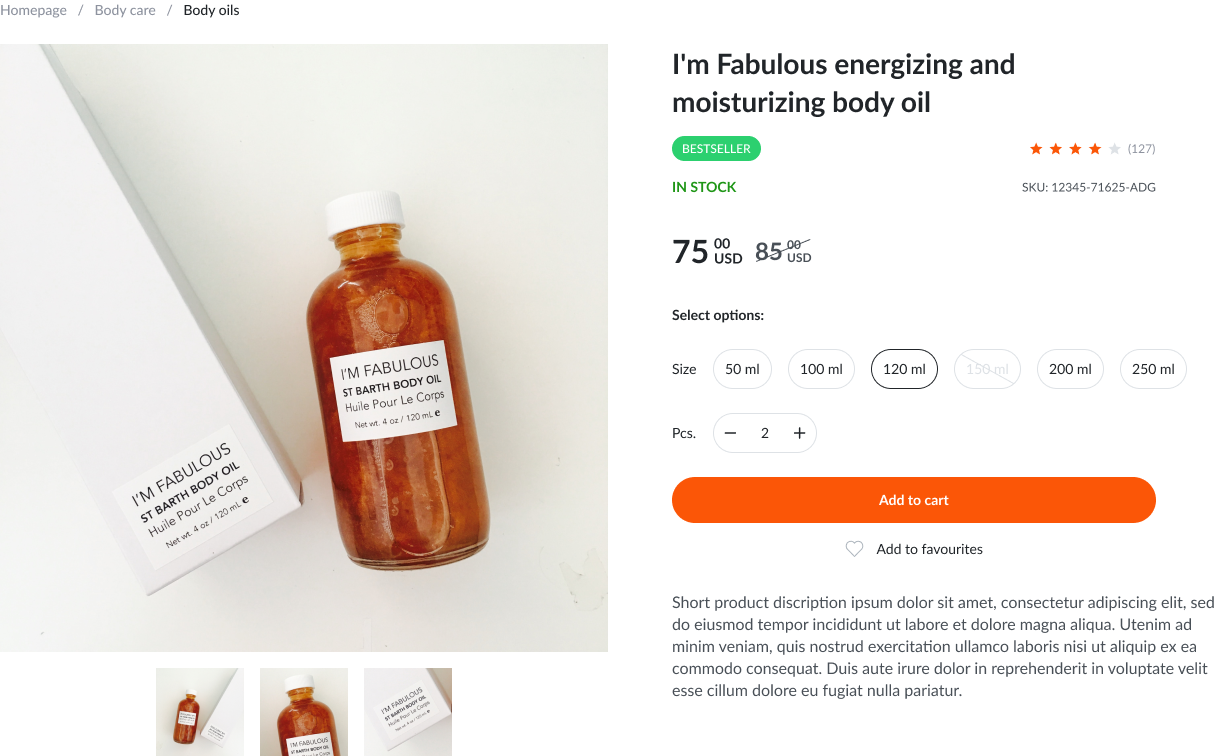 Homepage / Body care / Body oils
I'm Fabulous energizing and
moisturizing body oil
BESTSELLER
(127)
IN STOCK
SKU: 12345-71625-ADG
75 00 USD 85 00 USD
Select options:
Size 50 ml 100 ml 120 ml 150 ml 200 ml 250 ml
Pcs. − 2 +
Add to cart
Add to favourites
Short product discription ipsum dolor sit amet, consectetur adipiscing elit, sed
do eiusmod tempor incididunt ut labore et dolore magna aliqua. Utenim ad
minim veniam, quis nostrud exercitation ullamco laboris nisi ut aliquip ex ea
commodo consequat. Duis aute irure dolor in reprehenderit in voluptate velit
esse cillum dolore eu fugiat nulla pariatur.
I'M FABULOUS
ST BARTH BODY OIL
Huile Pour Le Corps
Net wt. 4 oz / 120 mL e
I'M FABULOUS
ST BARTH BODY OIL
Huile Pour Le Corps
Net wt. 4 oz / 120 mL e
I'M FABULOUS
ST BARTH BODY OIL
I'M FABULOUS
ST BARTH BODY OIL
Huile Pour Le Corps